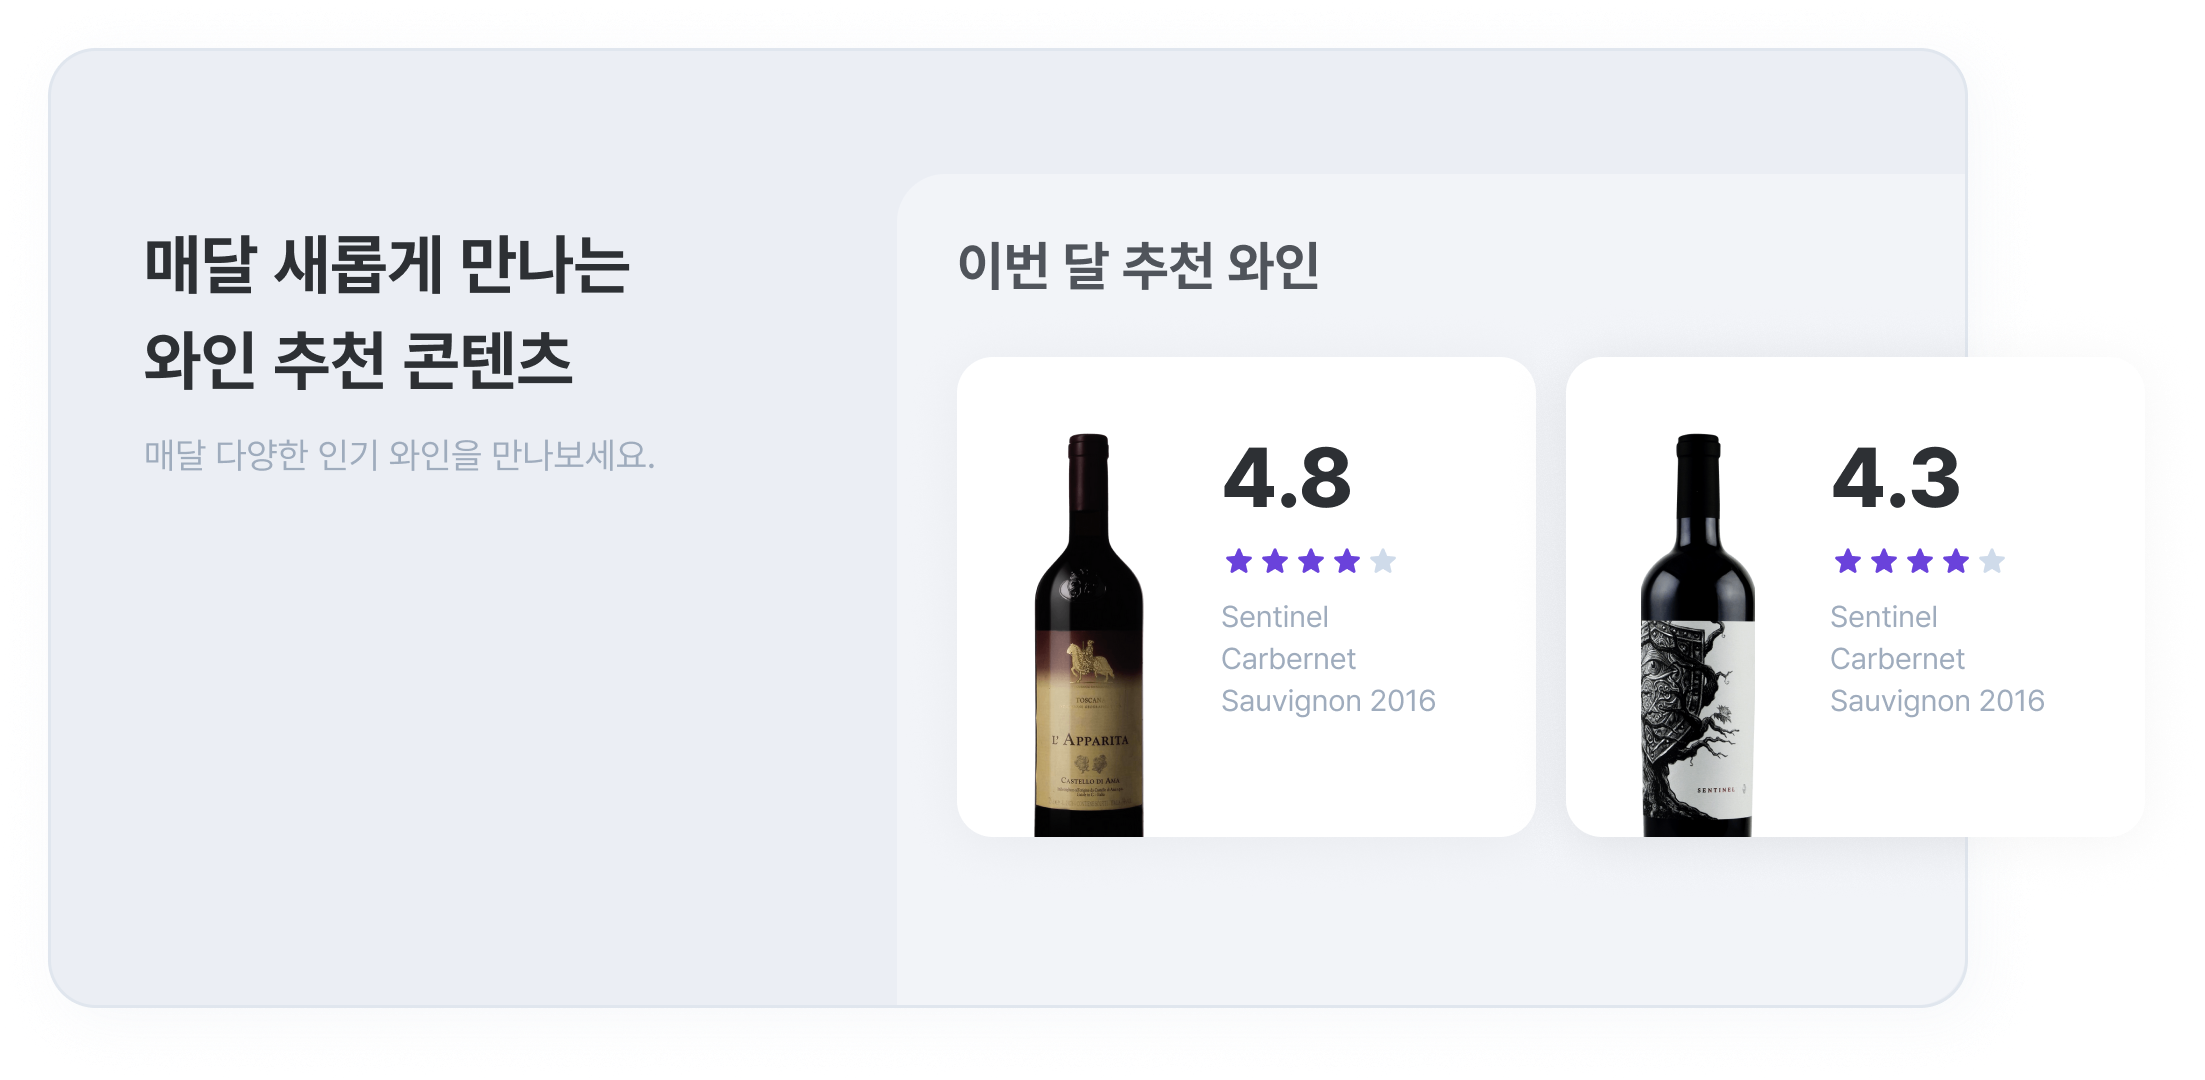 매달 새롭게 만나는
와인 추천 콘텐츠
매달 다양한 인기 와인을 만나보세요.
이번 달 추천 와인
4.8
Sentinel
Carbernet
Sauvignon 2016
TOSCANA
L' APPARITA
CASTELLO DI AMA
4.3
Sentinel
Carbernet
Sauvignon 2016
SENTINEL